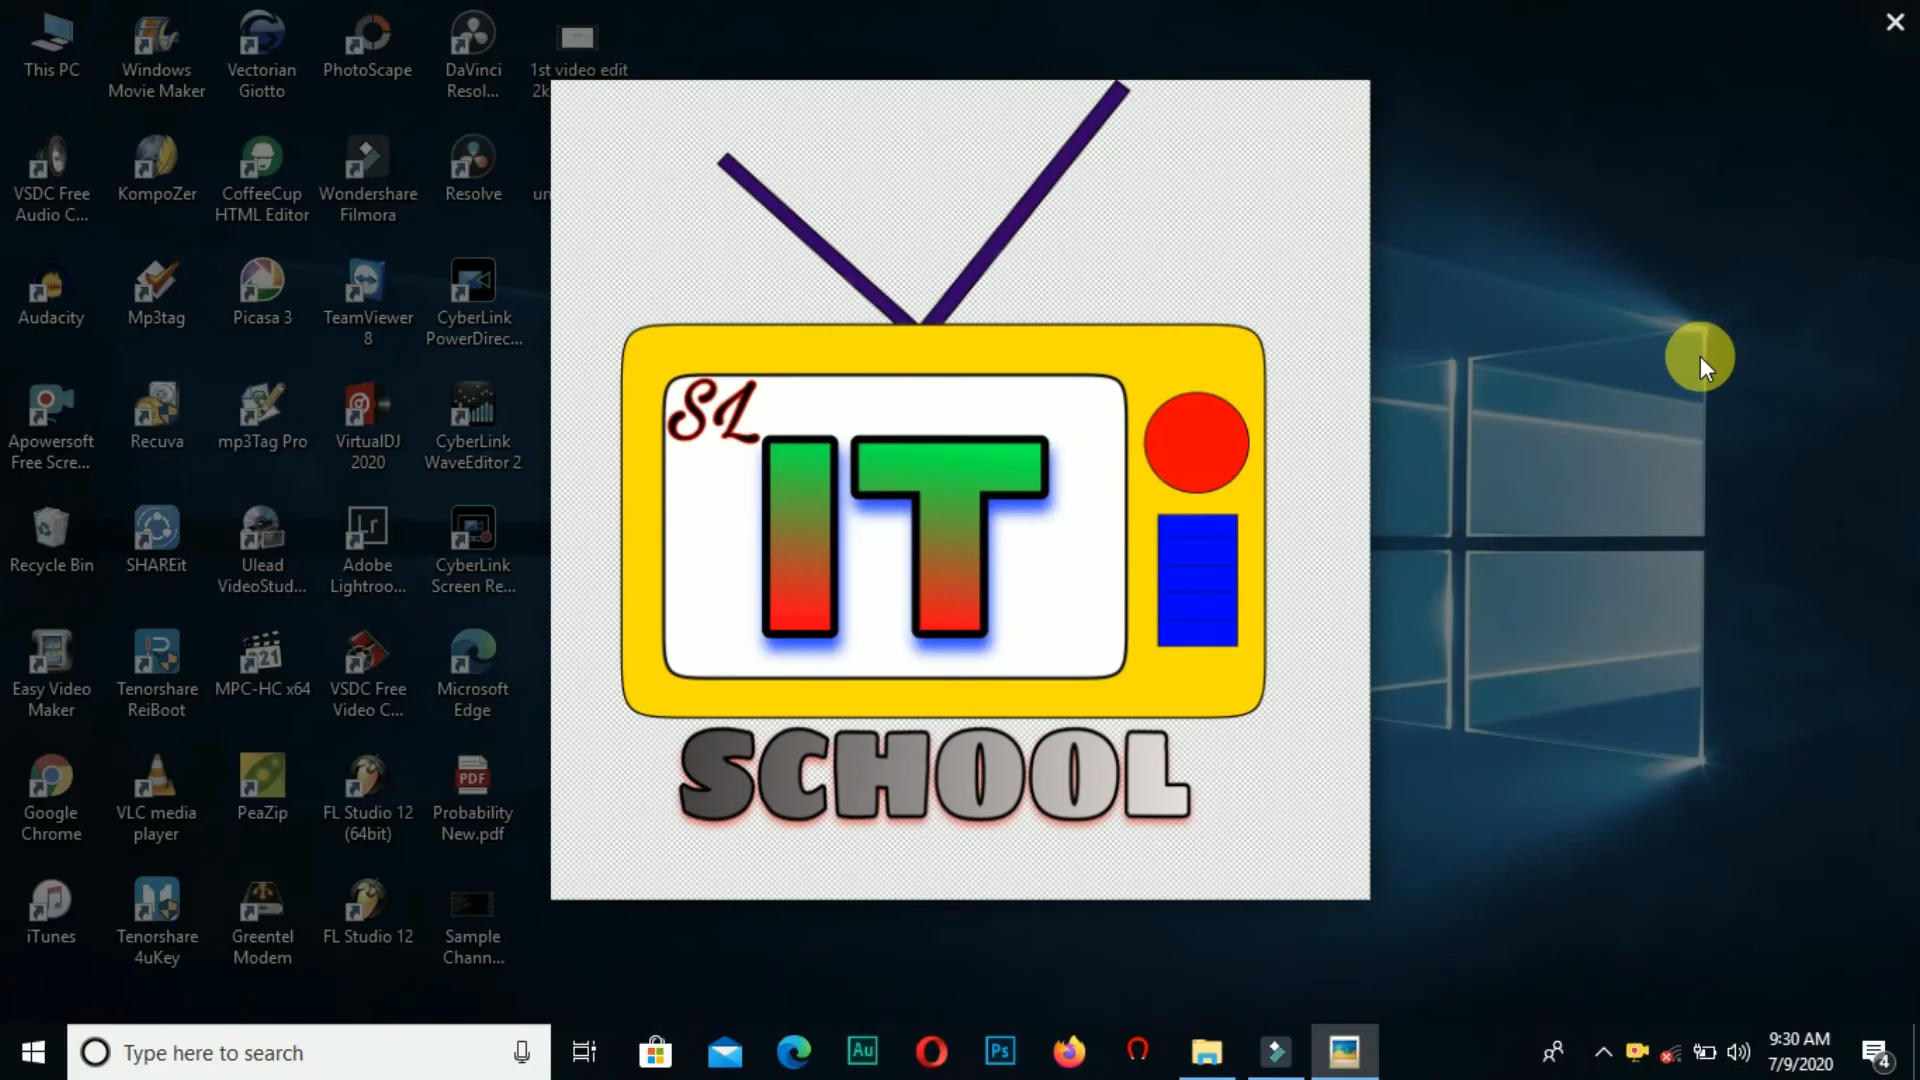 This PC
Windows
Movie Maker
Vectorian
Giotto
PhotoScape
DaVinci
Resol...
1st video edit
2k
VSDC Free
Audio C...
KompoZer
CoffeeCup
HTML Editor
Wondershare
Filmora
Resolve
un
Audacity
Mp3tag
Picasa 3
TeamViewer
8
CyberLink
PowerDirec...
Apowersoft
Free Scre...
Recuva
mp3Tag Pro
VirtualDJ
2020
CyberLink
WaveEditor 2
Recycle Bin
SHAREit
Ulead
VideoStud...
Lr
Adobe
Lightroo...
CyberLink
Screen Re...
Easy Video
Maker
Tenorshare
ReiBoot
321
MPC-HC x64
VSDC Free
Video C...
Microsoft
Edge
Google
Chrome
VLC media
player
PeaZip
FL Studio 12
(64bit)
PDF
Probability
New.pdf
iTunes
Tenorshare
4uKey
Greentel
Modem
FL Studio 12
Sample
Chann...
SL
IT
SCHOOL
Type here to search
Au
Ps
9:30 AM
7/9/2020
4